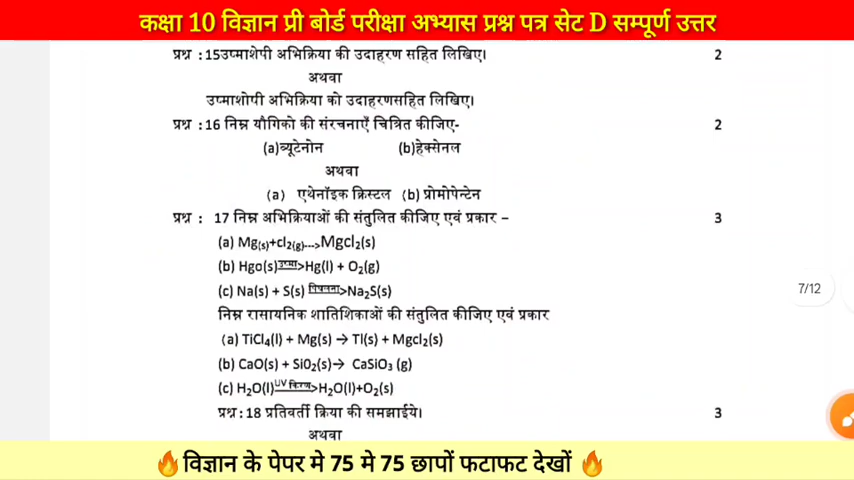 कक्षा 10 विज्ञान प्री बोर्ड परीक्षा अभ्यास प्रश्न पत्र सेट D सम्पूर्ण उत्तर
प्रश्न :15उष्माशेपी अभिक्रिया की उदाहरण सहित लिखिए। 2
अथवा
उष्माशोपी अभिक्रिया को उदाहरणसहित लिखिए।
प्रश्न :16 निम्न यौगिको की संरचनाएँ चित्रित कीजिए- 2
(a)ब्यूटेनोन (b)हेक्सेनल
अथवा
(a) एथेनॉइक क्रिस्टल (b) प्रोमोपेन्टेन
प्रश्न : 17 निम्न अभिक्रियाओं की संतुलित कीजिए एवं प्रकार – 3
(a) Mg(s)+cl₂(g)--->Mgcl₂(s)
(b) Hgo(s)उष्मा>Hg(l) + O₂(g)
7/12
(c) Na(s) + S(s) पिघलना>Na₂S(s)
निम्न रासायनिक शातिशिकाओं की संतुलित कीजिए एवं प्रकार
(a) TiCl₄(l) + Mg(s) → TI(s) + Mgcl₂(s)
(b) CaO(s) + Si0₂(s)→ CaSiO₃ (g)
(c) H₂O(l)UV किरण>H₂O(l)+O₂(s)
प्रश्न:18 प्रतिवर्ती क्रिया की समझाईये। 3
अथवा
🔥विज्ञान के पेपर मे 75 मे 75 छापों फटाफट देखों 🔥